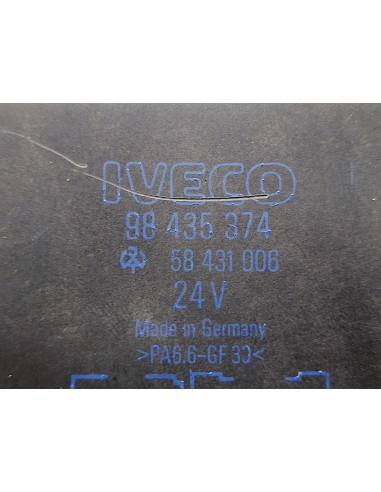 IVECO
98 435 374
58 431 006
24V
Made in Germany
>PA6.6-GF30<